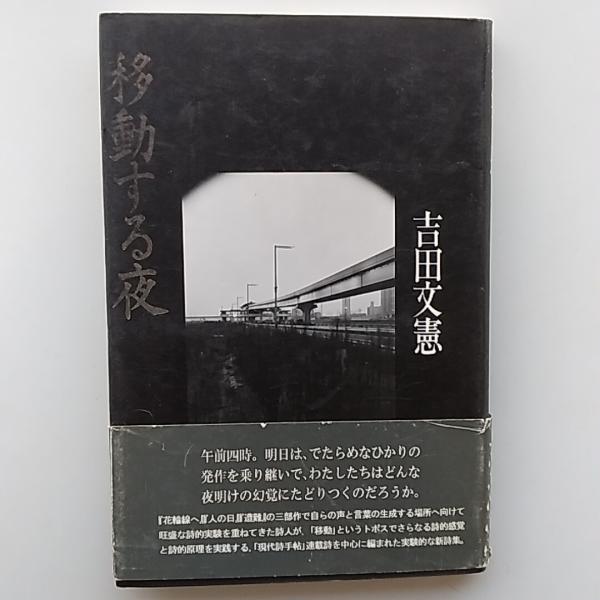 移動する夜
吉田文憲
午前四時。明日は、でたらめなひかりの
発作を乗り継いで、わたしたちはどんな
夜明けの幻覚にたどりつくのだろうか。
『花輪線へ』『人の日』『遭難』の三部作で自らの声と言葉の生成する場所へ向けて
旺盛な詩的実験を重ねてきた詩人が、「移動」というトポスでさらなる詩的感覚
と詩的原理を実践する、「現代詩手帖」連載詩を中心に編まれた実験的な新詩集。